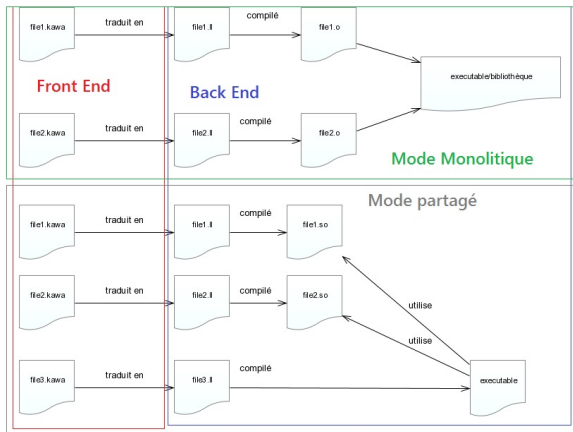 file1.kawa
traduit en
file1.ll
compilé
file1.o
executable/bibliothèque
Front End
Back End
file2.kawa
traduit en
file2.ll
compilé
file2.o
Mode Monolitique
Mode partagé
file1.kawa
traduit en
file1.ll
compilé
file1.so
file2.kawa
traduit en
file2.ll
compilé
file2.so
utilise
utilise
file3.kawa
traduit en
file3.ll
compilé
executable